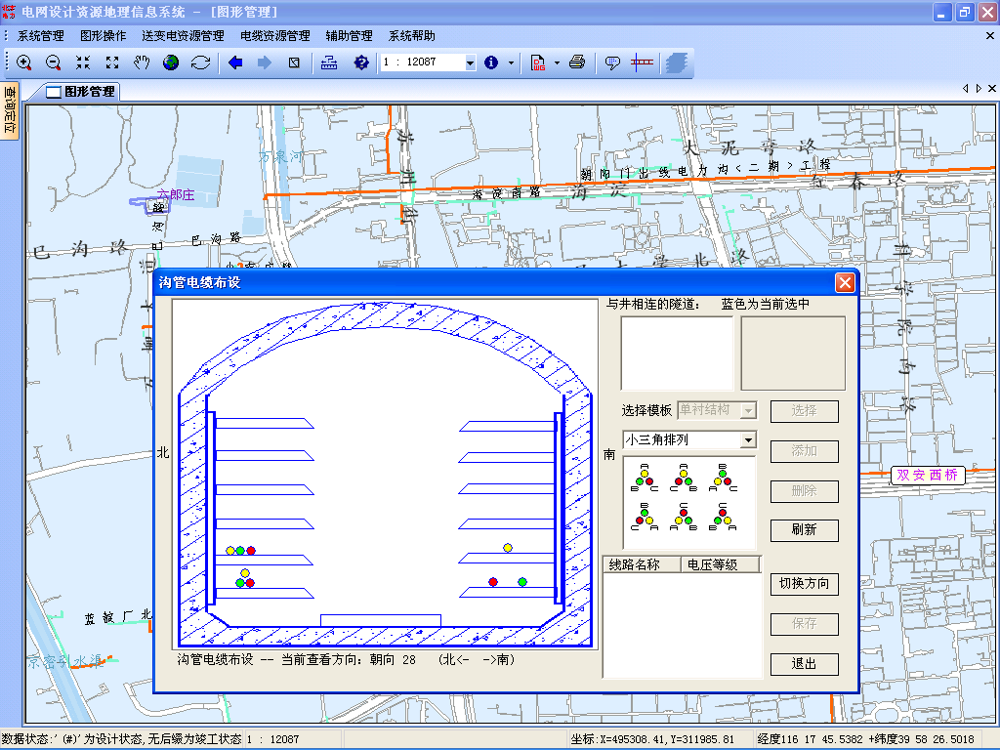 电网设计资源地理信息系统 - [图形管理]
系统管理 图形操作 送变电资源管理 电缆资源管理 辅助管理 系统帮助
1 : 12087
图形管理
查询定位
万泉河
苏州街
大泥弯路
朝阳门出线电力沟<二期>工程
海淀南路
海淀
春路
六郎庄
巴沟路
巴沟路
学院南路
双安西桥
蓝靛厂北
京密引水渠
沟管电缆布设
与井相连的隧道: 蓝色为当前选中
选择模板 单衬结构 选择
小三角排列 添加
北
南
A B C
A C B
B A C
B C A
C A B
C B A
删除
刷新
线路名称 电压等级
切换方向
保存
退出
沟管电缆布设 -- 当前查看方向: 朝向 28 (北<- ->南)
数据状态:'(#)'为设计状态,无后缀为竣工状态 1 : 12087 坐标:X=495308.41,Y=311985.81 经度116 17 45.5382 +纬度39 58 26.5018